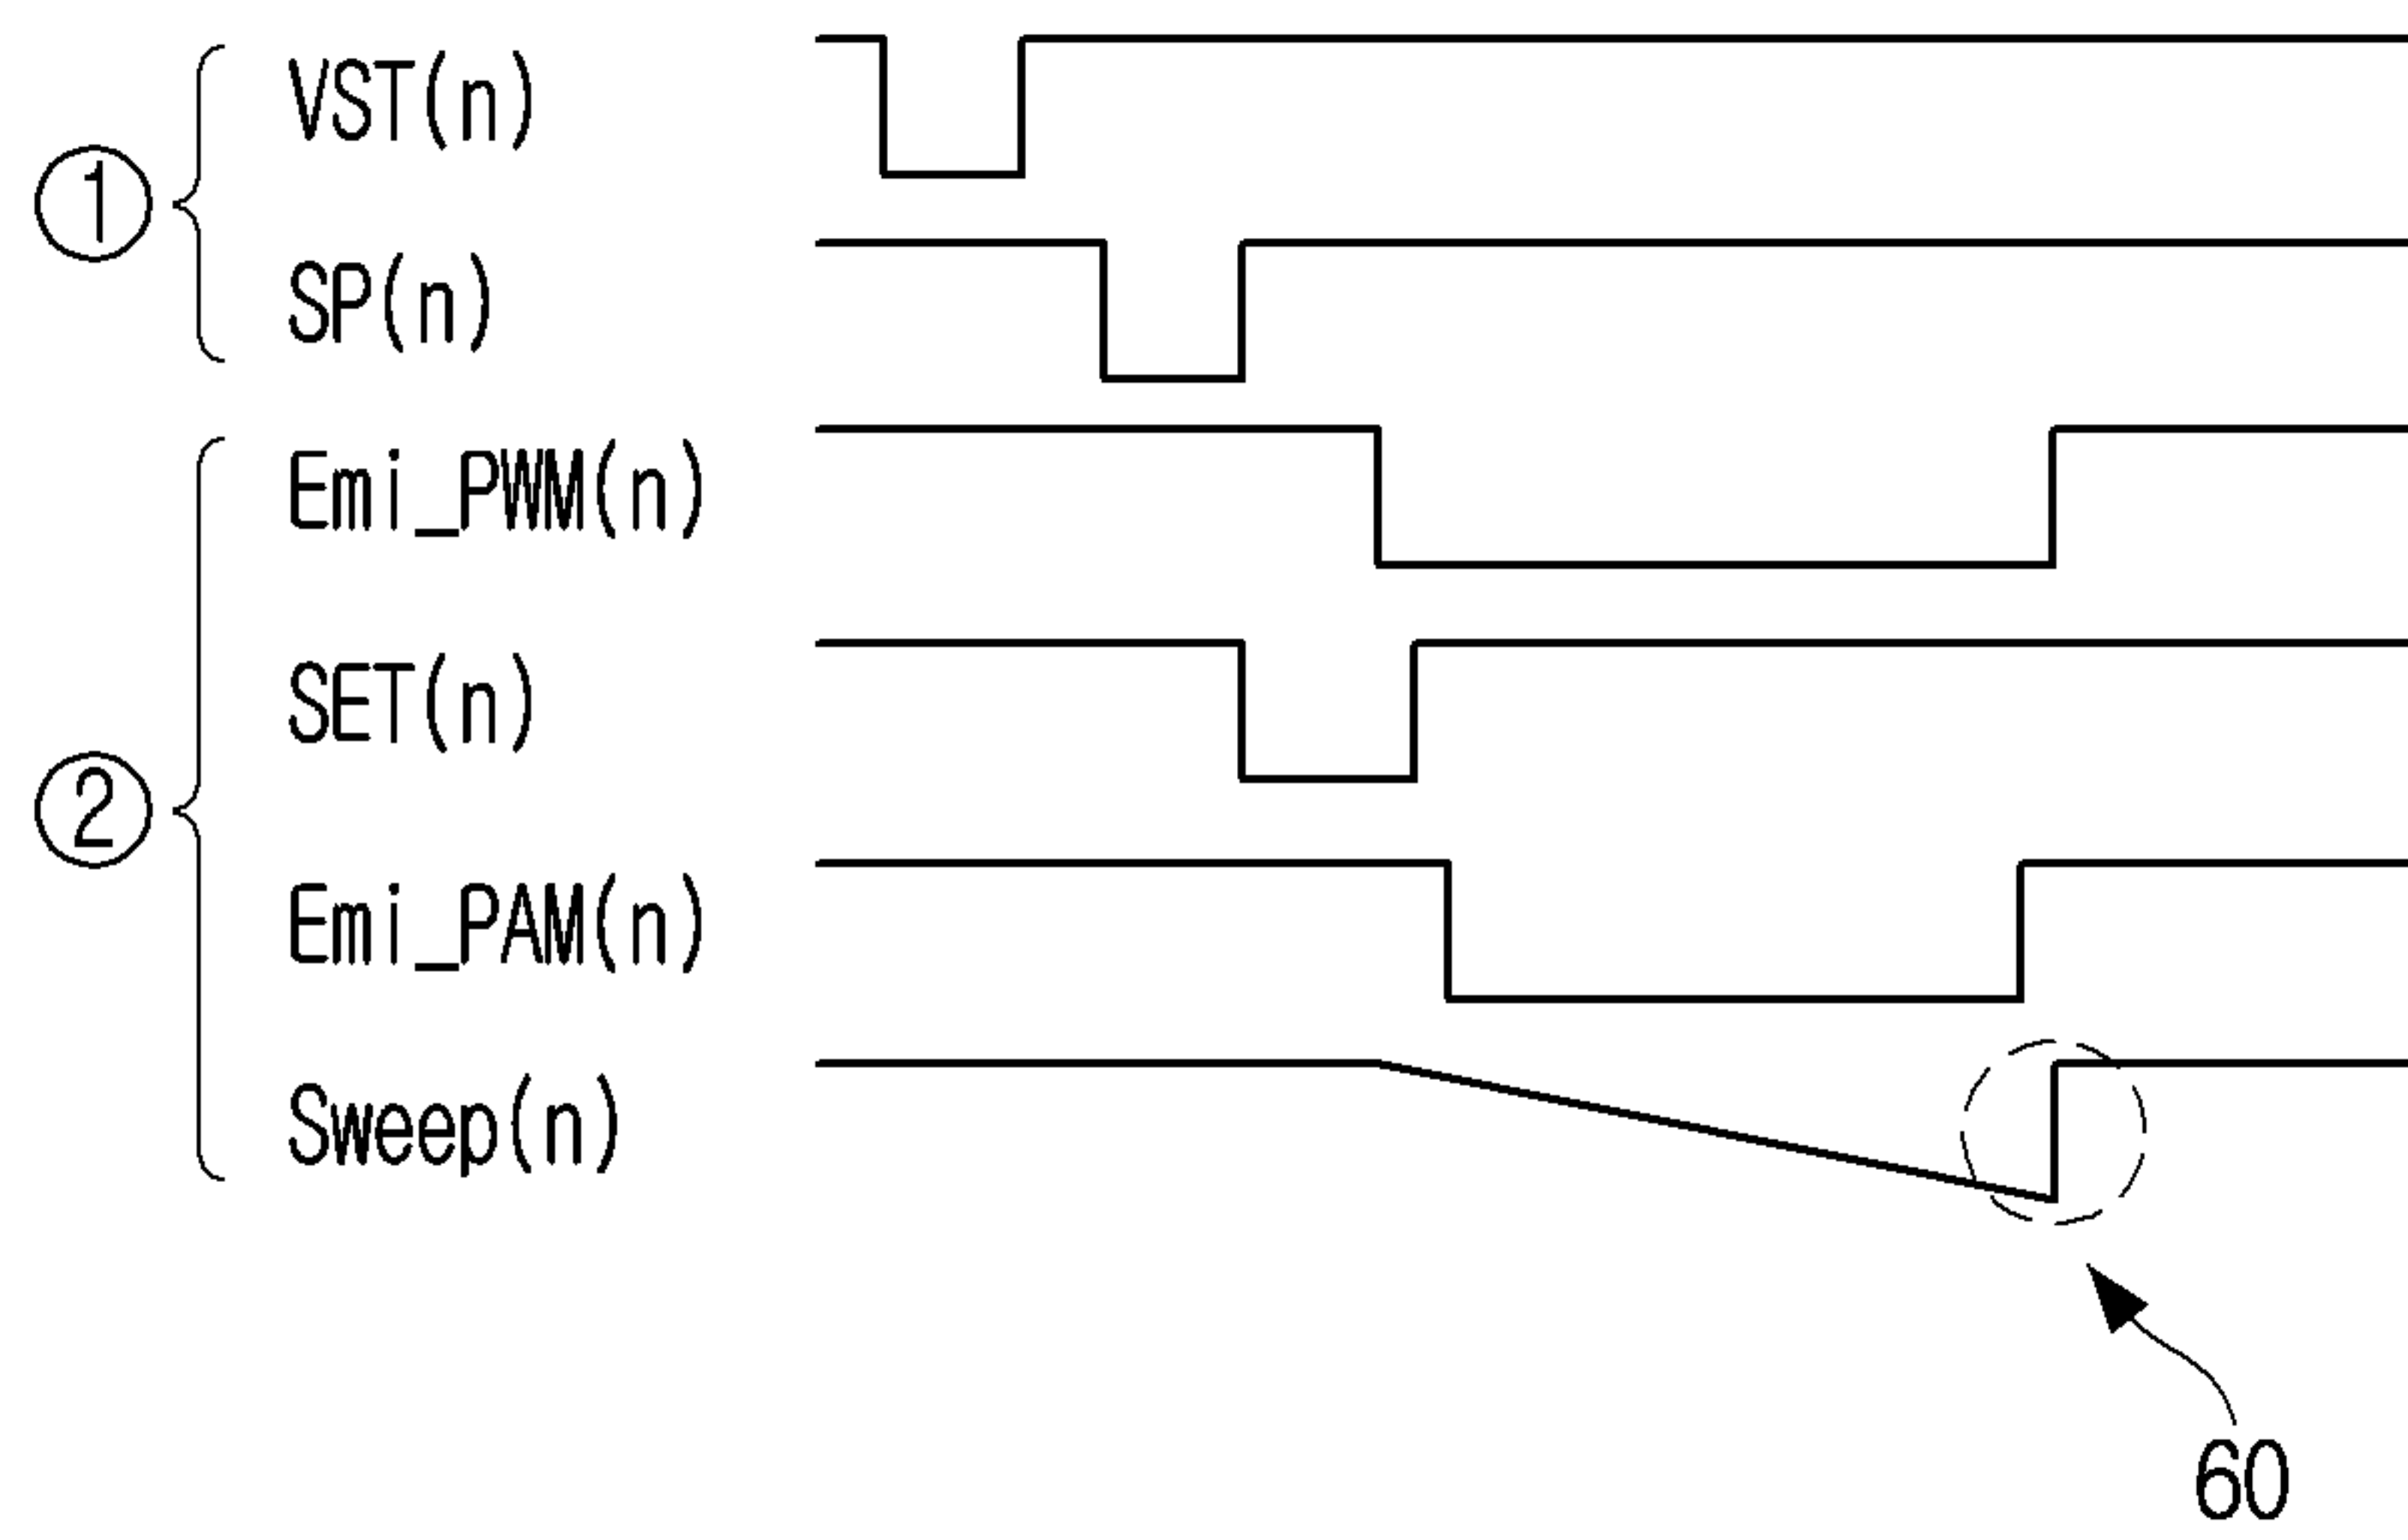 ①
VST(n)
SP(n)
②
Emi_PWM(n)
SET(n)
Emi_PAM(n)
Sweep(n)
60